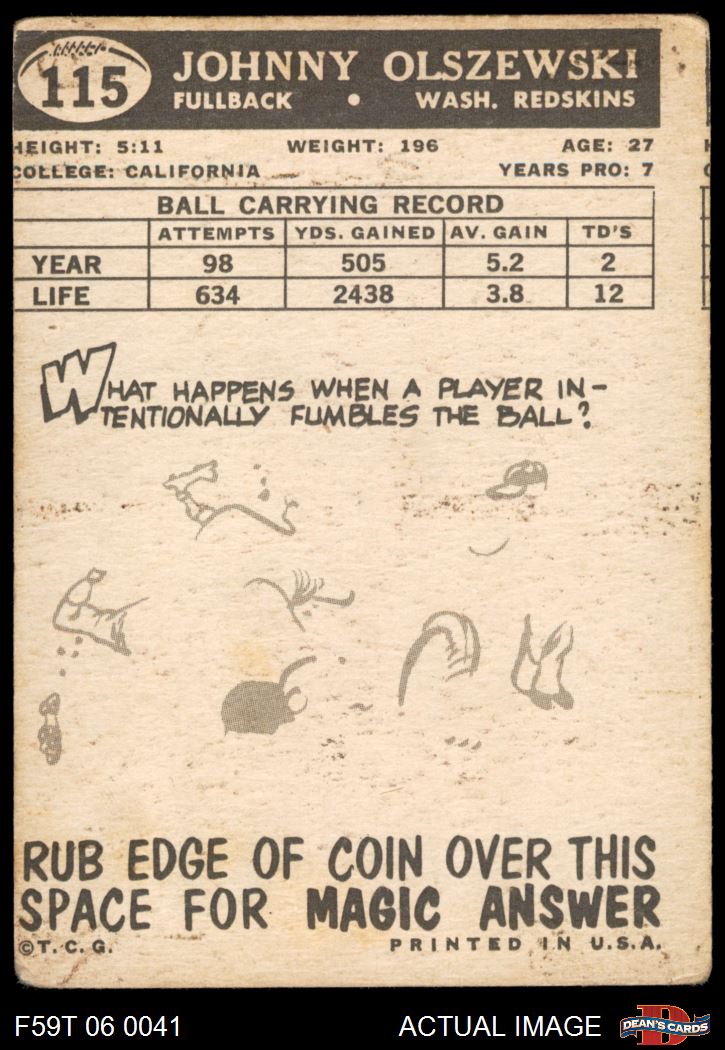 115
JOHNNY OLSZEWSKI
FULLBACK • WASH. REDSKINS
HEIGHT: 5:11 WEIGHT: 196 AGE: 27
COLLEGE: CALIFORNIA YEARS PRO: 7
BALL CARRYING RECORD
ATTEMPTS YDS. GAINED AV. GAIN TD'S
YEAR 98 505 5.2 2
LIFE 634 2438 3.8 12
WHAT HAPPENS WHEN A PLAYER IN-
TENTIONALLY FUMBLES THE BALL?
RUB EDGE OF COIN OVER THIS
SPACE FOR MAGIC ANSWER
©T.C.G. PRINTED IN U.S.A.
F59T 06 0041 ACTUAL IMAGE D DEAN'S CARDS